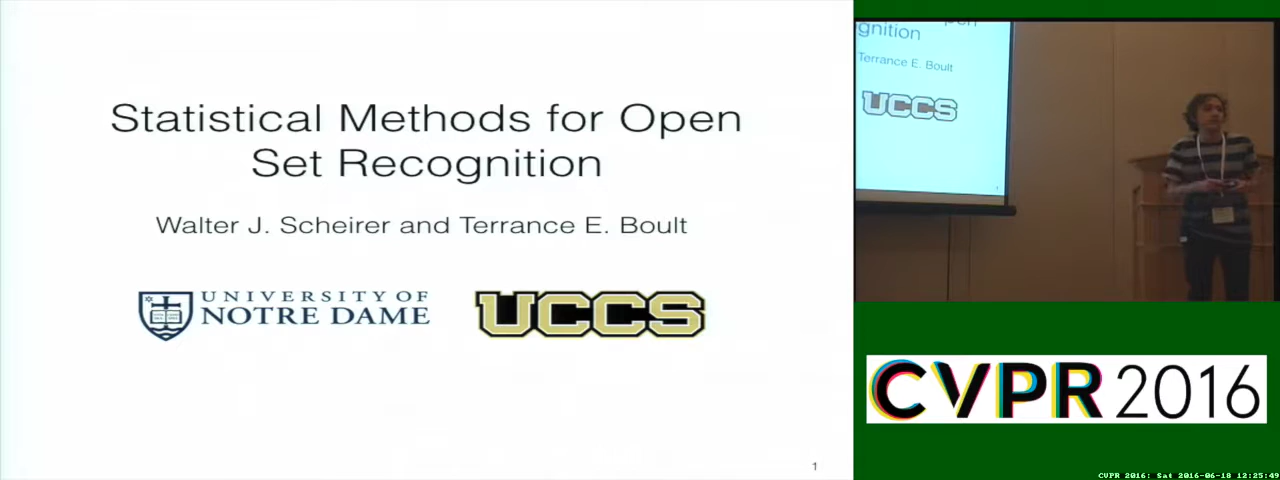 Statistical Methods for Open
Set Recognition
Walter J. Scheirer and Terrance E. Boult
UNIVERSITY OF
NOTRE DAME
UCCS
1
gnition
Terrance E. Boult
UCCS
CVPR 2016
CVPR 2016: Sat 2016-06-18 12:25:49